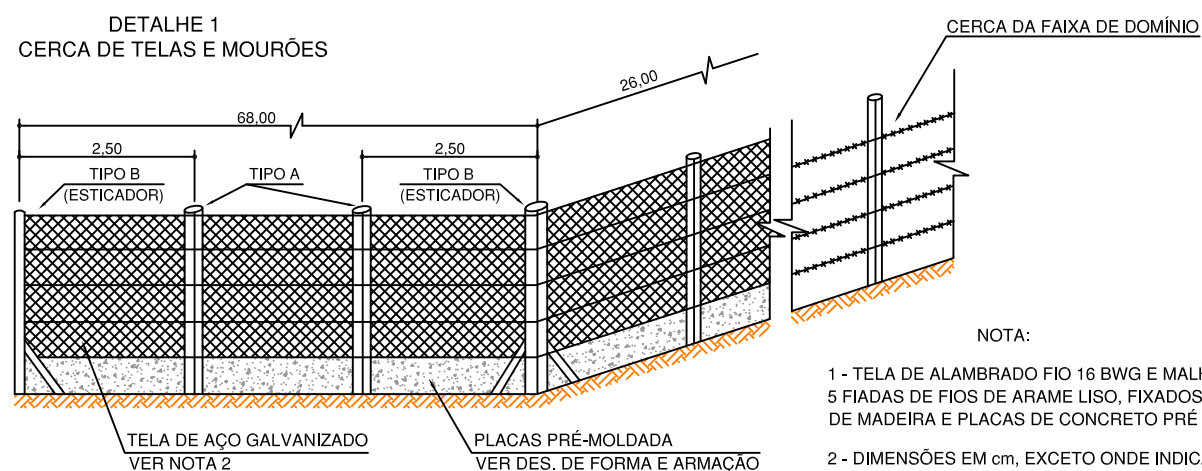 DETALHE 1
CERCA DE TELAS E MOURÕES
CERCA DA FAIXA DE DOMÍNIO
26,00
68,00
2,50
2,50
TIPO B
(ESTICADOR)
TIPO A
TIPO B
(ESTICADOR)
NOTA:
1 - TELA DE ALAMBRADO FIO 16 BWG E
5 FIADAS DE FIOS DE ARAME LISO, FIXADOS
DE MADEIRA E PLACAS DE CONCRETO PRÉ
2 - DIMENSÕES EM cm, EXCETO ONDE
TELA DE AÇO GALVANIZADO
VER NOTA 2
PLACAS PRÉ-MOLDADA
VER DES. DE FORMA E ARMAÇÃO